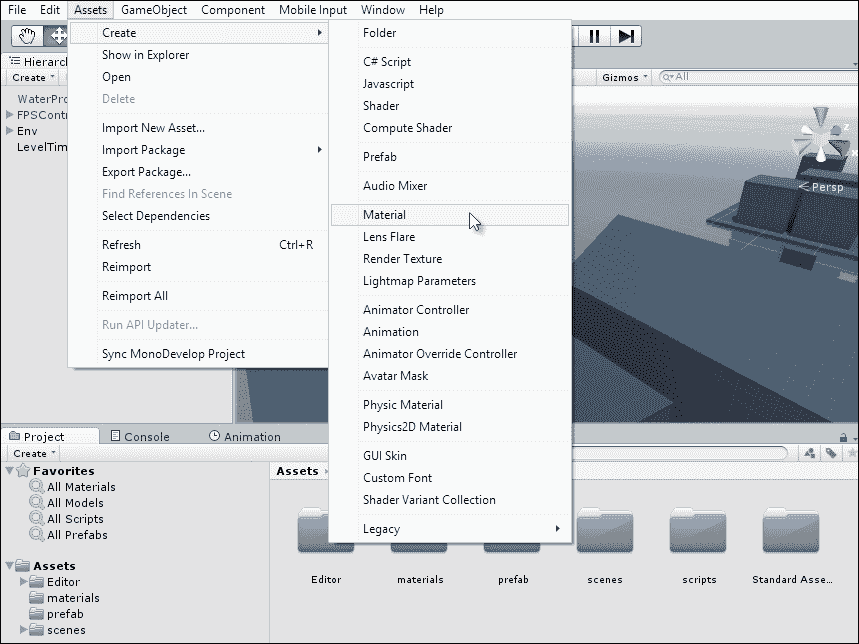 File Edit Assets GameObject Component Mobile Input Window Help
Create
Show in Explorer
Open
Delete
Import New Asset...
Import Package
Export Package...
Find References In Scene
Select Dependencies
Refresh Ctrl+R
Reimport
Reimport All
Run API Updater...
Sync MonoDevelop Project
Folder
C# Script
Javascript
Shader
Compute Shader
Prefab
Audio Mixer
Material
Lens Flare
Render Texture
Lightmap Parameters
Animator Controller
Animation
Animator Override Controller
Avatar Mask
Physic Material
Physics2D Material
GUI Skin
Custom Font
Shader Variant Collection
Legacy
Hierarc
Create
WaterPro
FPSContr
Env
LevelTim
Gizmos All
z
x
Persp
Project Console Animation
Create
Favorites
All Materials
All Models
All Scripts
All Prefabs
Assets
Editor
materials
prefab
scenes
Assets
Editor materials prefab scenes scripts Standard Asse...